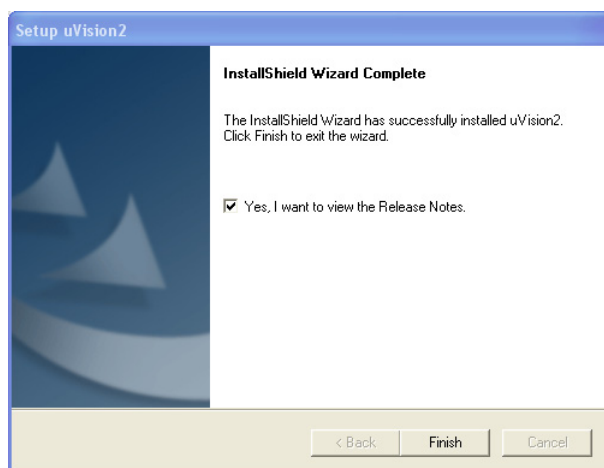 Setup uVision2
InstallShield Wizard Complete
The InstallShield Wizard has successfully installed uVision2.
Click Finish to exit the wizard.
Yes, I want to view the Release Notes.
< Back
Finish
Cancel